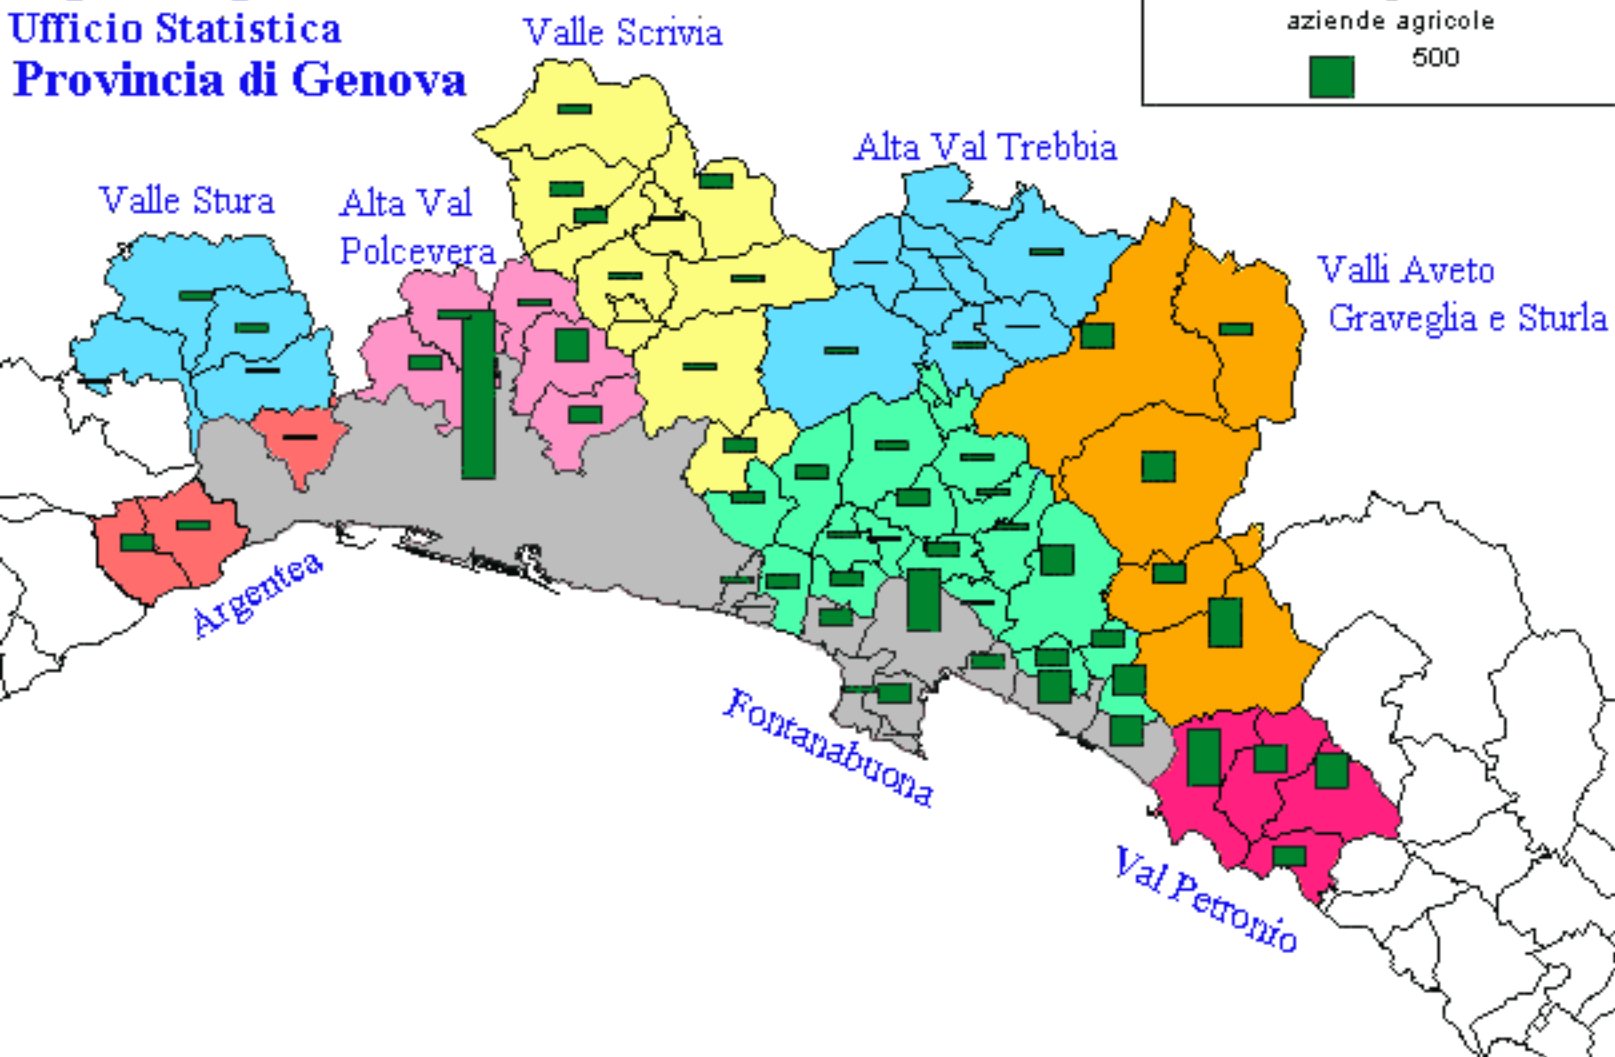 Ufficio Statistica
Provincia di Genova
Valle Scrivia
aziende agricole
500
Alta Val Trebbia
Valle Stura
Alta Val
Polcevera
Valli Aveto
Graveglia e Sturla
Argentea
Fontanabuona
Val Petronio